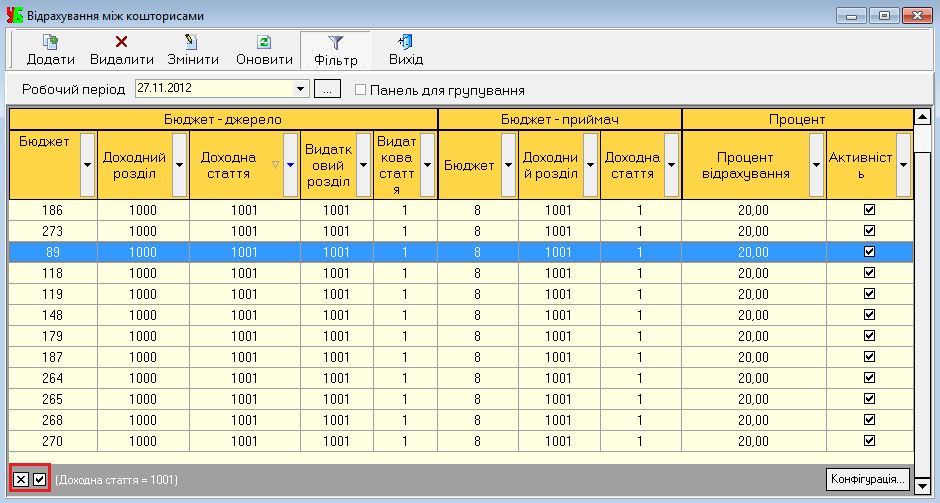 УБ Відрахування між кошторисами
Додати Видалити Змінити Оновити Фільтр Вихід
Робочий період 27.11.2012 ... Панель для групування
Бюджет - джерело Бюджет - приймач Процент
Бюджет Доходний розділ Доходна стаття Видатковий розділ Видаткова стаття Бюджет Доходний розділ Доходна стаття Процент відрахування Активність
186 1000 1001 1001 1 8 1001 1 20,00
273 1000 1001 1001 1 8 1001 1 20,00
89 1000 1001 1001 1 8 1001 1 20,00
118 1000 1001 1001 1 8 1001 1 20,00
119 1000 1001 1001 1 8 1001 1 20,00
148 1000 1001 1001 1 8 1001 1 20,00
179 1000 1001 1001 1 8 1001 1 20,00
187 1000 1001 1001 1 8 1001 1 20,00
264 1000 1001 1001 1 8 1001 1 20,00
265 1000 1001 1001 1 8 1001 1 20,00
268 1000 1001 1001 1 8 1001 1 20,00
270 1000 1001 1001 1 8 1001 1 20,00
(Доходна стаття = 1001) Конфігурація...